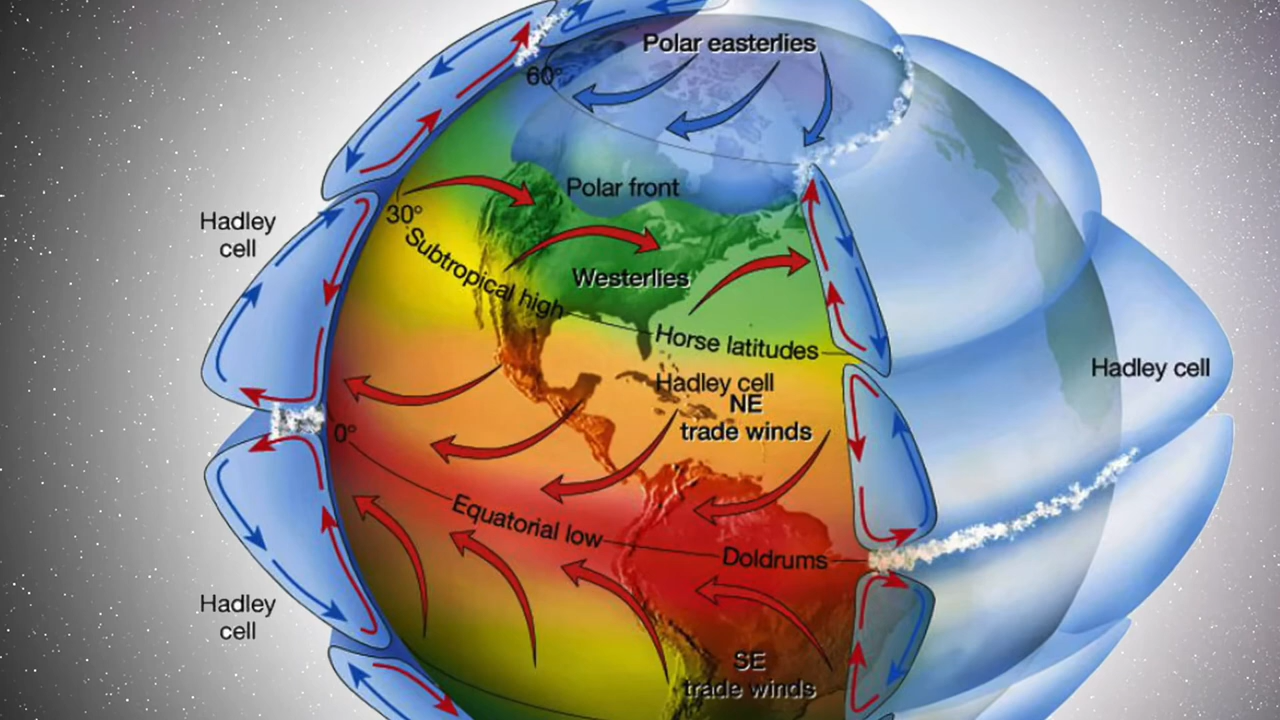 Polar easterlies
60°
Polar front
30°
Hadley
cell
Subtropical high
Westerlies
Horse latitudes
Hadley cell
Hadley cell
NE
trade winds
0°
Equatorial low
Doldrums
Hadley
cell
SE
trade winds